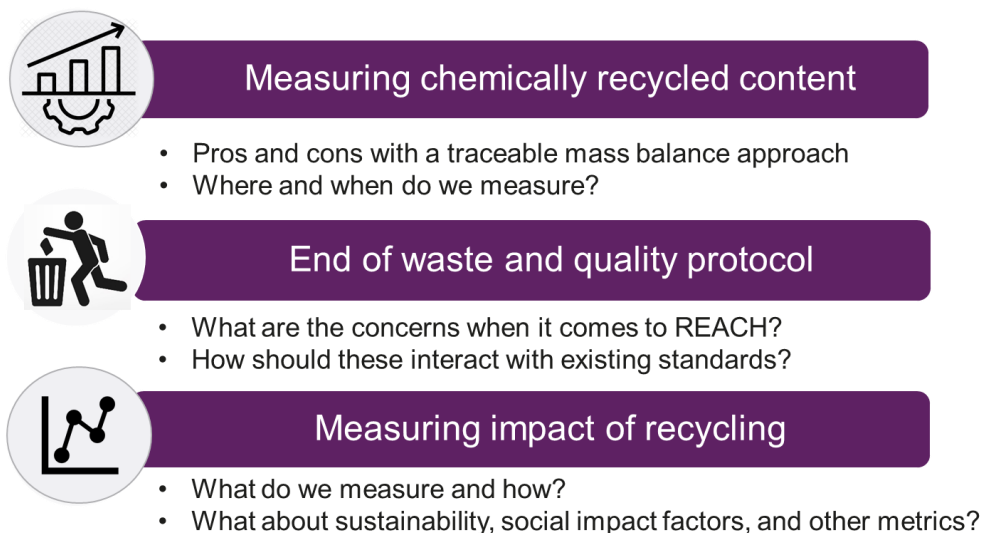 Measuring chemically recycled content
• Pros and cons with a traceable mass balance approach
• Where and when do we measure?
End of waste and quality protocol
• What are the concerns when it comes to REACH?
• How should these interact with existing standards?
Measuring impact of recycling
• What do we measure and how?
• What about sustainability, social impact factors, and other metrics?